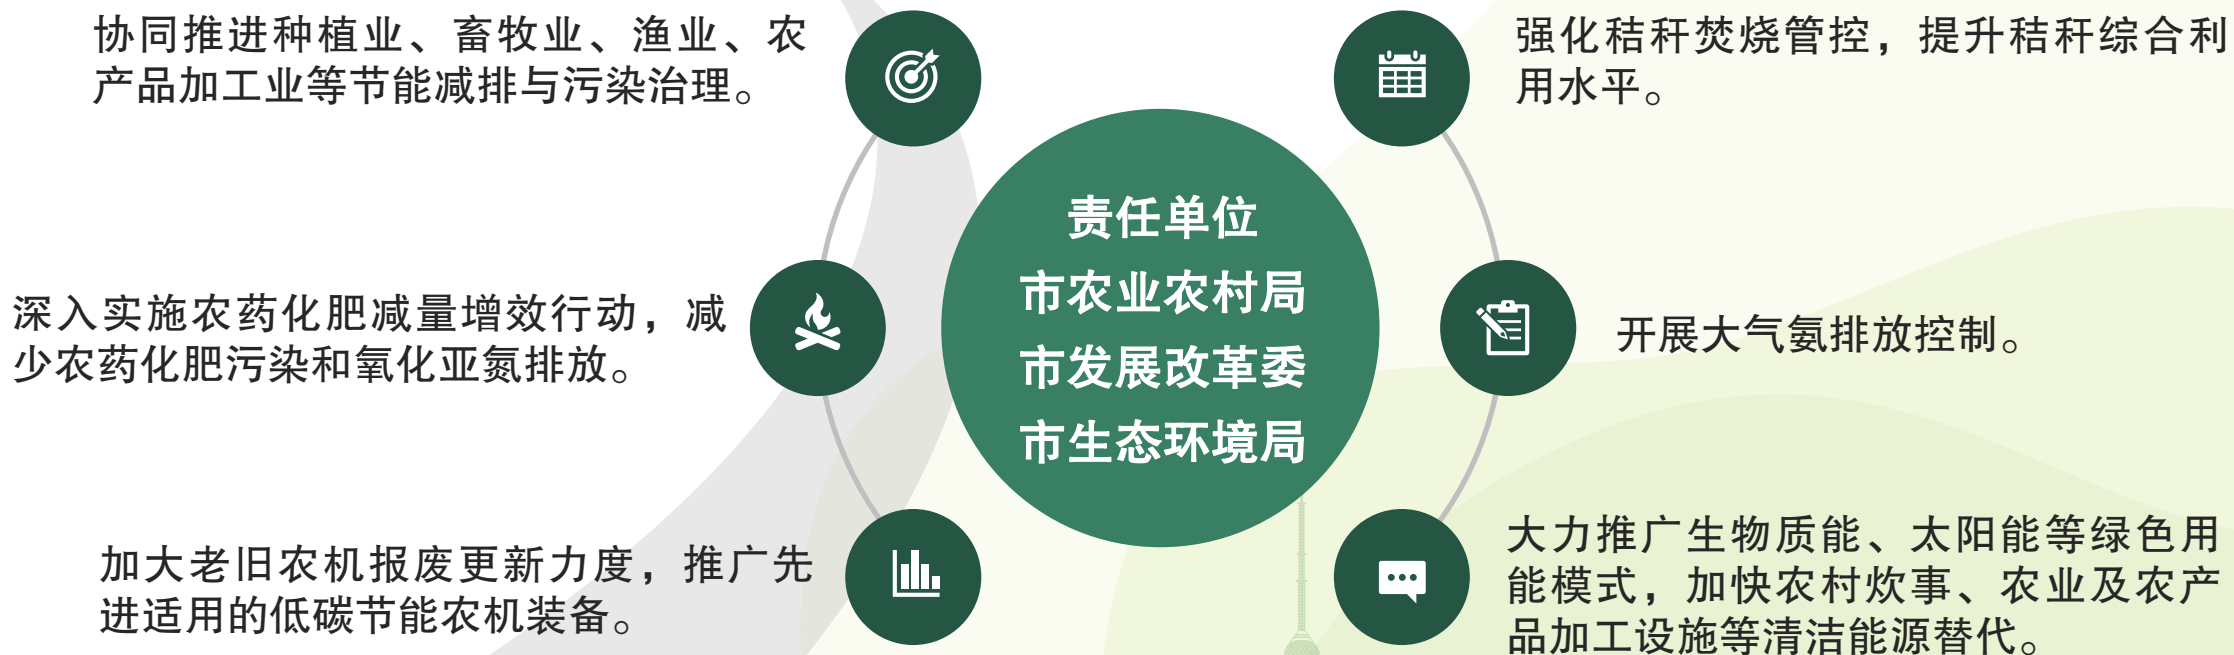 协同推进种植业、畜牧业、渔业、农
产品加工业等节能减排与污染治理。
深入实施农药化肥减量增效行动，减
少农药化肥污染和氧化亚氮排放。
加大老旧农机报废更新力度，推广先
进适用的低碳节能农机装备。
责任单位
市农业农村局
市发展改革委
市生态环境局
强化秸秆焚烧管控，提升秸秆综合利
用水平。
开展大气氨排放控制。
大力推广生物质能、太阳能等绿色用
能模式，加快农村炊事、农业及农产
品加工设施等清洁能源替代。